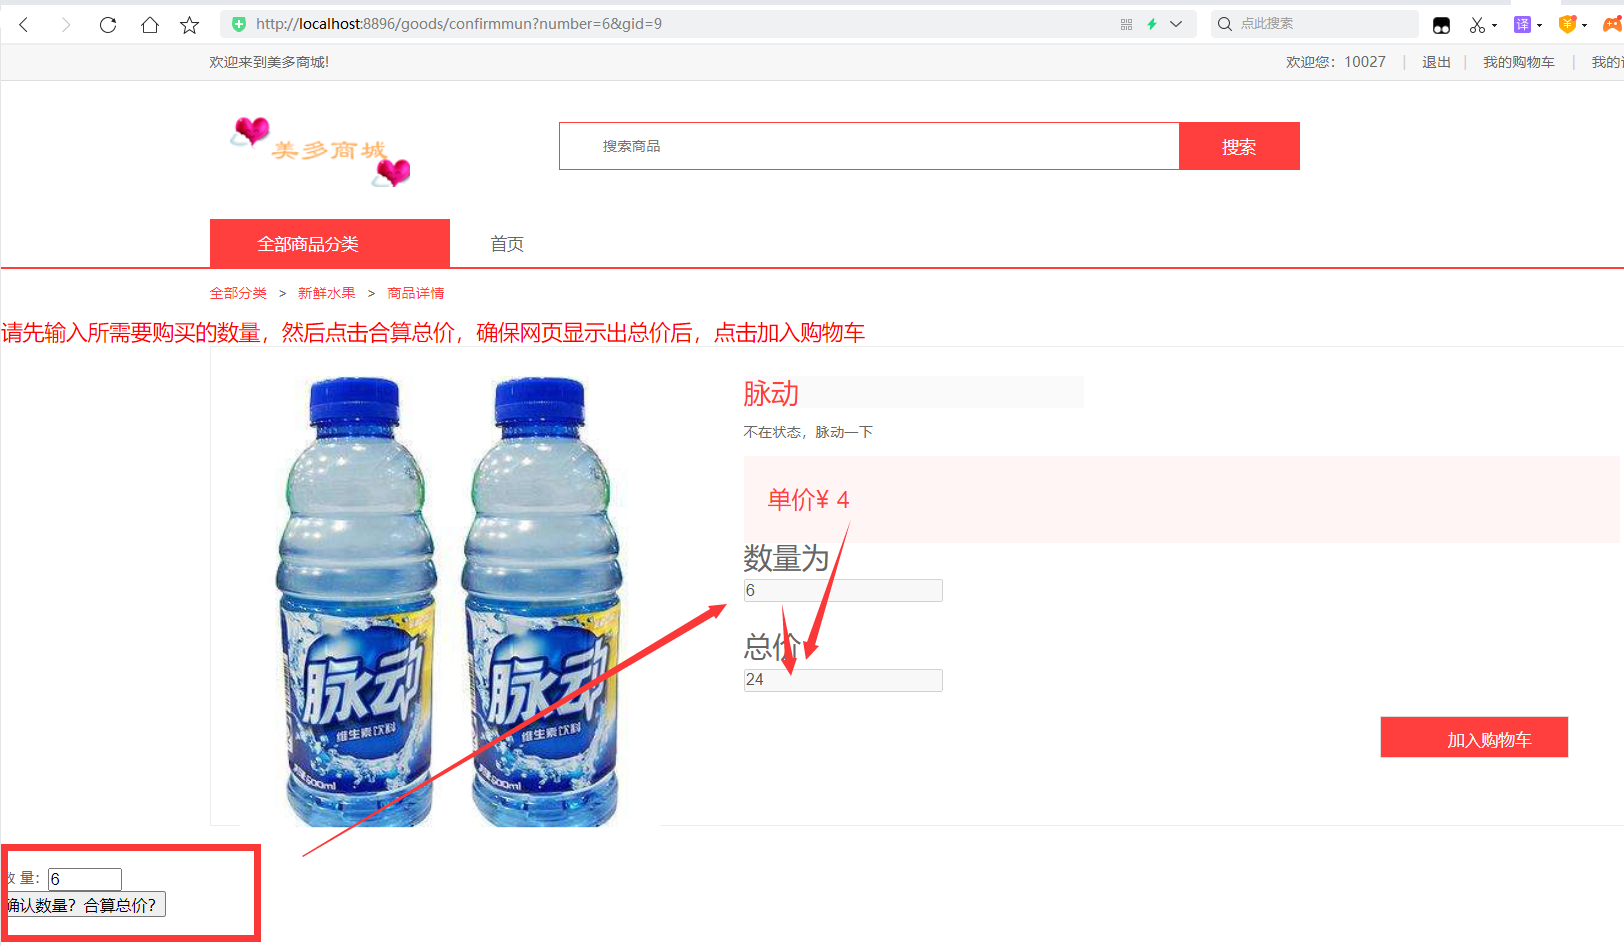 http://localhost:8896/goods/confirmmun?number=6&gid=9
点此搜索
译
欢迎来到美多商城!
欢迎您：10027 | 退出 | 我的购物车 | 我的
美多商城
搜索商品
搜索
全部商品分类
首页
全部分类 > 新鲜水果 > 商品详情
请先输入所需要购买的数量，然后点击合算总价，确保网页显示出总价后，点击加入购物车
脉动
不在状态，脉动一下
单价¥ 4
数量为
6
总价
24
加入购物车
脉动
维生素饮料
600ml
脉动
维生素饮料
600ml
数 量：6
确认数量？合算总价？